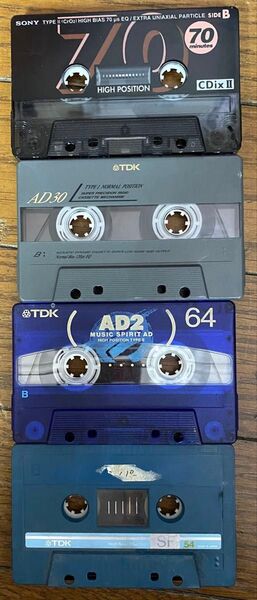 SONY TYPE II (CrO₂) HIGH BIAS 70 μs EQ / EXTRA UNIAXIAL PARTICLE SIDE B
70
minutes
HIGH POSITION
CDix II
TDK
AD30
TYPE I NORMAL POSITION
SUPER PRECISION RIGID
CASSETTE MECHANISM
B:
TDK
AD2
64
MUSIC SPIRIT AD
HIGH POSITION TYPE II
B
TDK
SF 54